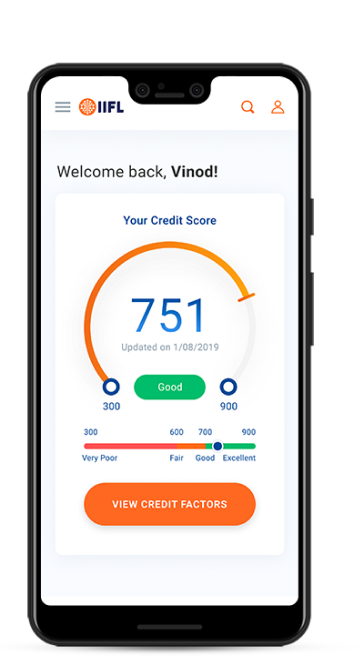 IIFL
Welcome back, Vinod!
Your Credit Score
751
Updated on 1/08/2019
Good
300 900
300 600 700 900
Very Poor Fair Good Excellent
VIEW CREDIT FACTORS